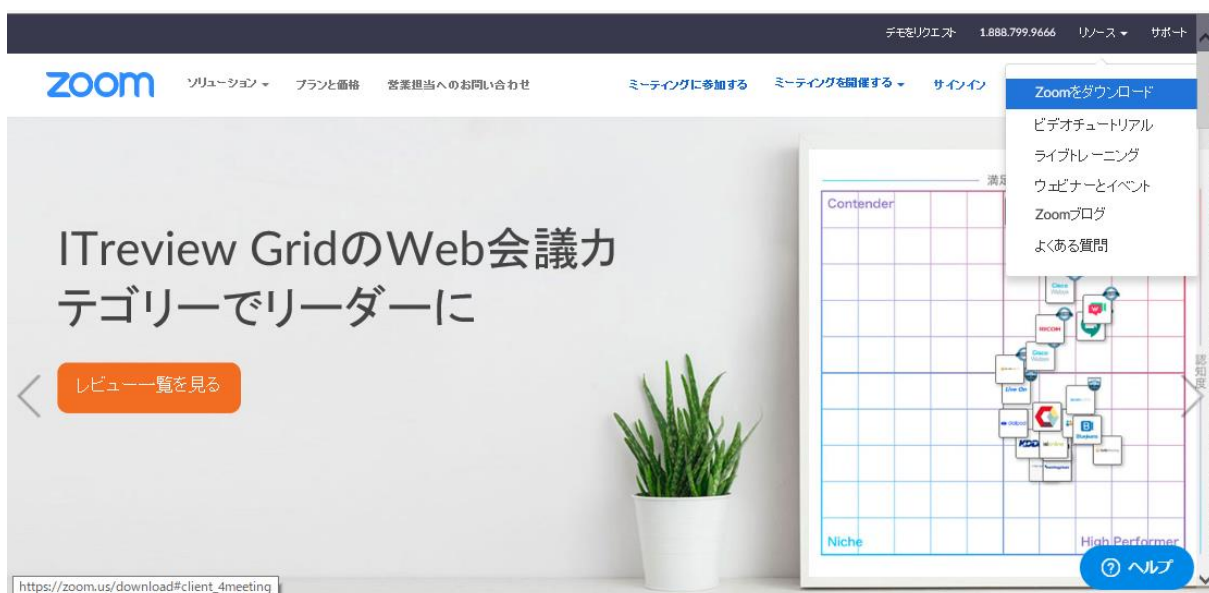 デモをリクエスト 1.888.799.9666 リソース サポート
zoom ソリューション プランと価格 営業担当へのお問い合わせ ミーティングに参加する ミーティングを開催する サインイン
Zoomをダウンロード
ビデオチュートリアル
ライブトレーニング
ウェビナーとイベント
Zoomブログ
よくある質問
満足
Contender
ITreview GridのWeb会議カ
テゴリーでリーダーに
レビュー一覧を見る
Cisco
RICOH
Cisco
Live On
認知度
KDDI
Niche
High Performer
ヘルプ
https://zoom.us/download#client_4meeting